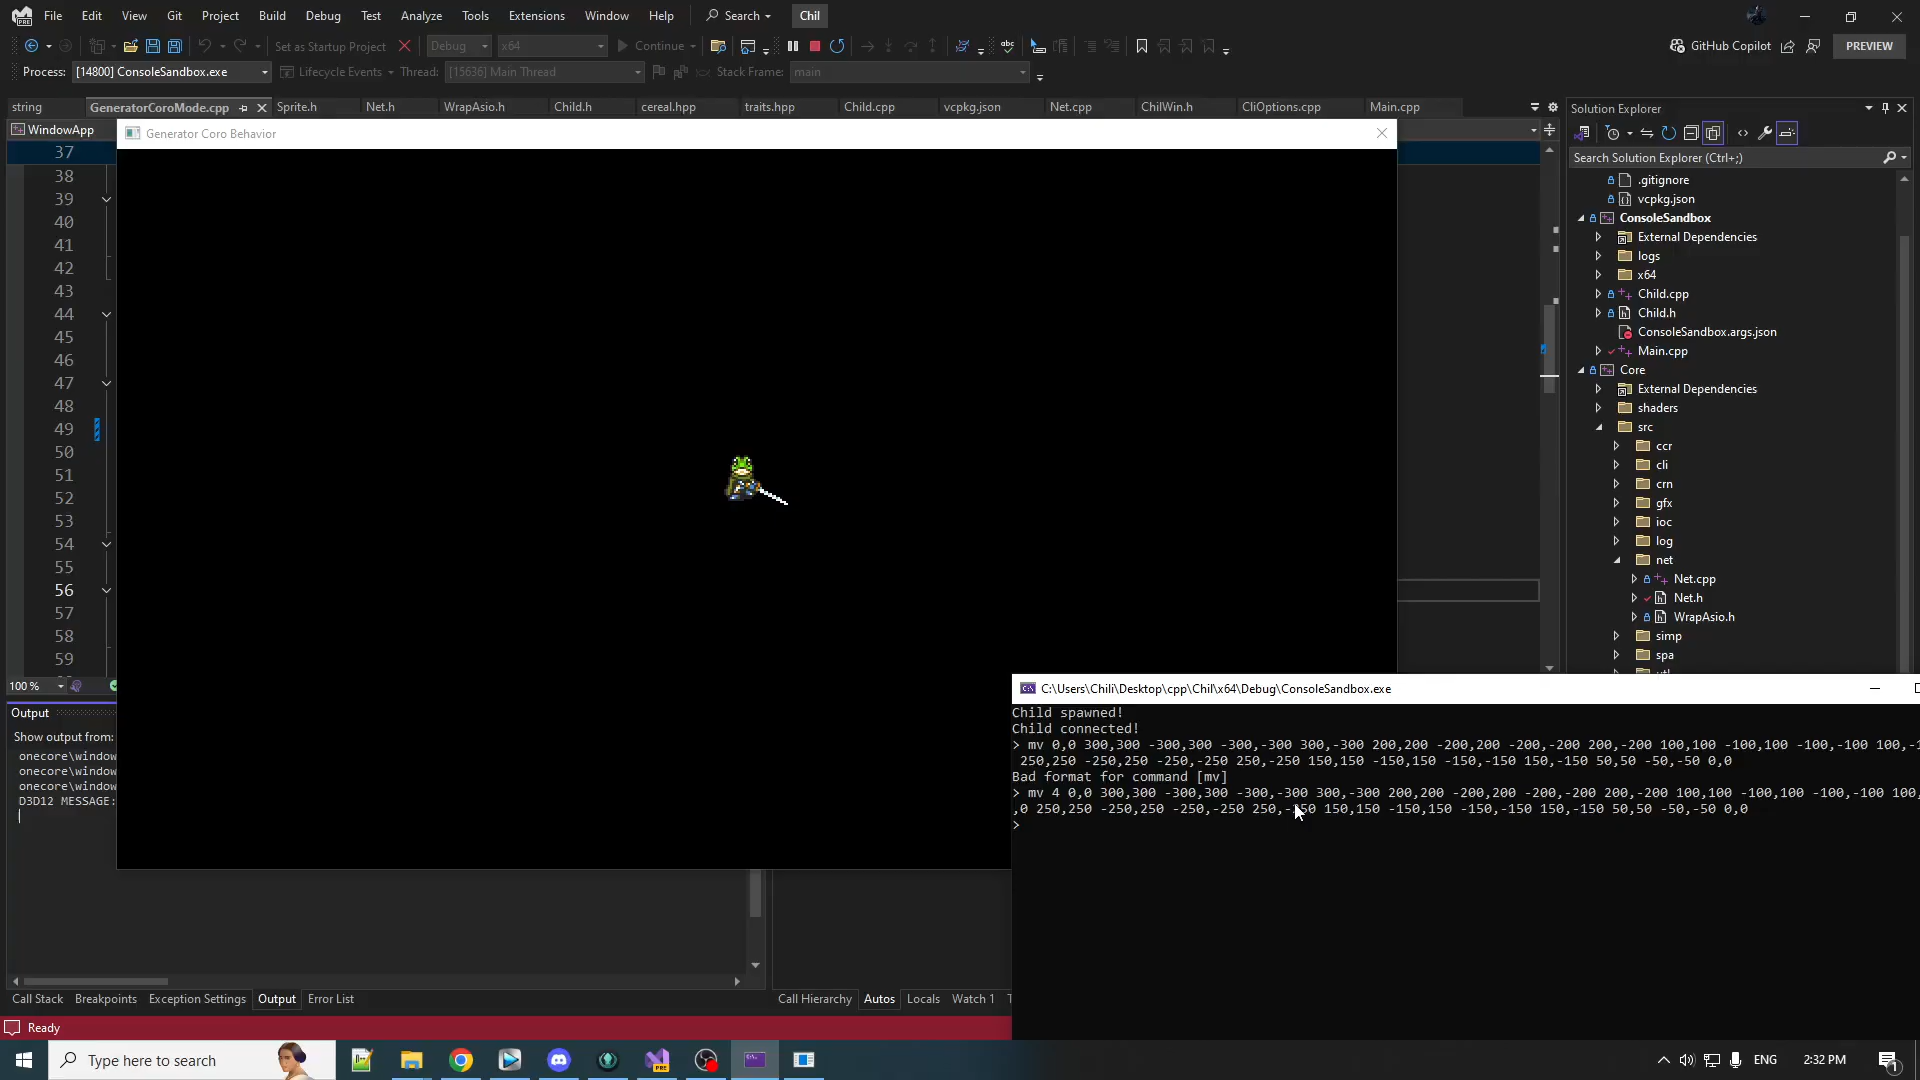 File Edit View Git Project Build Debug Test Analyze Tools Extensions Window Help Search Chil
Set as Startup Project Debug x64 Continue GitHub Copilot PREVIEW
Process: [14800] ConsoleSandbox.exe Lifecycle Events Thread: [15636] Main Thread Stack Frame: main
string GeneratorCoroMode.cpp Sprite.h Net.h WrapAsio.h Child.h cereal.hpp traits.hpp Child.cpp vcpkg.json Net.cpp ChilWin.h CliOptions.cpp Main.cpp
WindowApp
Generator Coro Behavior
37
38
39
40
41
42
43
44
45
46
47
48
49
50
51
52
53
54
55
56
57
58
59
100 %
Output
Show output from:
onecore\window
onecore\window
onecore\window
D3D12 MESSAGE:
Call Stack Breakpoints Exception Settings Output Error List
Call Hierarchy Autos Locals Watch 1
Ready
Solution Explorer
Search Solution Explorer (Ctrl+;)
.gitignore
vcpkg.json
ConsoleSandbox
External Dependencies
logs
x64
Child.cpp
Child.h
ConsoleSandbox.args.json
Main.cpp
Core
External Dependencies
shaders
src
ccr
cli
crn
gfx
ioc
log
net
Net.cpp
Net.h
WrapAsio.h
simp
spa
C:\Users\Chili\Desktop\cpp\Chil\x64\Debug\ConsoleSandbox.exe
Child spawned!
Child connected!
> mv 0,0 300,300 -300,300 -300,-300 300,-300 200,200 -200,200 -200,-200 200,-200 100,100 -100,100 -100,-100 100,-1
250,250 -250,250 -250,-250 250,-250 150,150 -150,150 -150,-150 150,-150 50,50 -50,-50 0,0
Bad format for command [mv]
> mv 4 0,0 300,300 -300,300 -300,-300 300,-300 200,200 -200,200 -200,-200 200,-200 100,100 -100,100 -100,-100 100,
,0 250,250 -250,250 -250,-250 250,-250 150,150 -150,150 -150,-150 150,-150 50,50 -50,-50 0,0
>
Type here to search
ENG 2:32 PM